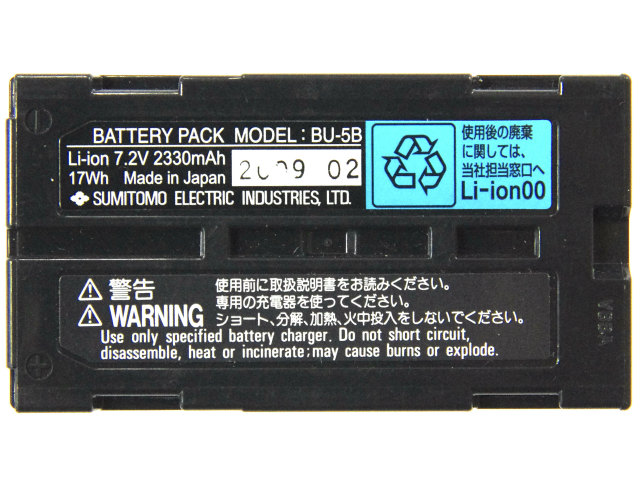 BATTERY PACK MODEL: BU-5B
Li-ion 7.2V 2330mAh
17Wh Made in Japan
2009 02
SUMITOMO ELECTRIC INDUSTRIES, LTD.
使用後の廃棄
に関しては、
当社担当窓口へ
Li-ion00
警告
WARNING
使用前に取扱説明書をお読みください。
専用の充電器を使ってください。
ショート、分解、加熱、火中投入をしないでください。
Use only specified battery charger. Do not short circuit,
disassemble, heat or incinerate: may cause burns or explode.